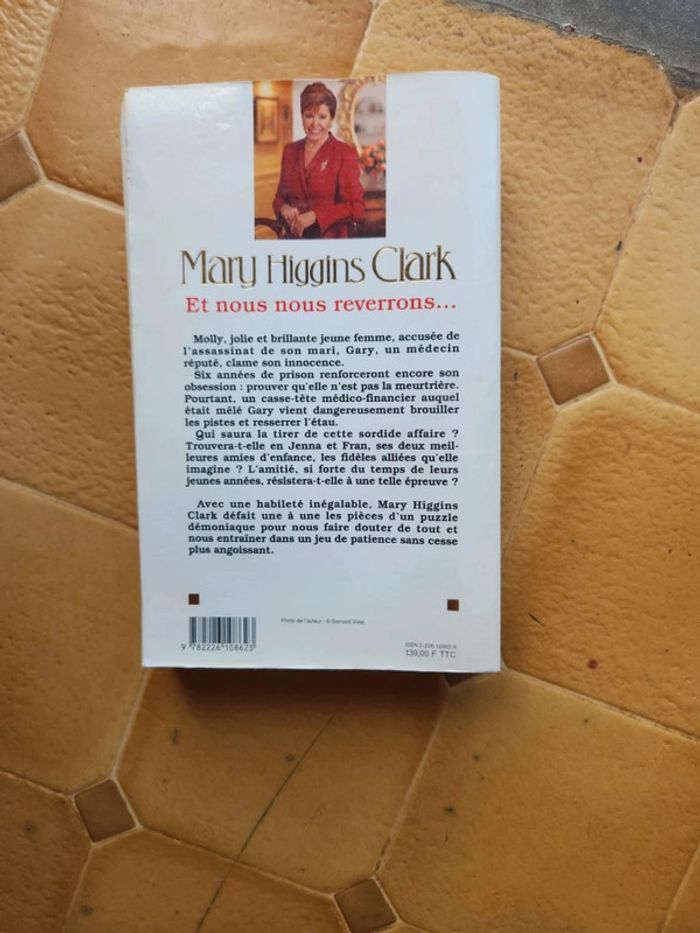 Mary Higgins Clark
Et nous nous reverrons...
Molly, jolie et brillante jeune femme, accusée de
l'assassinat de son mari, Gary, un médecin
réputé, clame son innocence.
Six années de prison renforceront encore son
obsession : prouver qu'elle n'est pas la meurtrière.
Pourtant, un casse-tête médico-financier auquel
était mêlé Gary vient dangereusement brouiller
les pistes et resserrer l'étau.
Qui saura la tirer de cette sordide affaire ?
Trouvera-t-elle en Jenna et Fran, ses deux meil-
leures amies d'enfance, les fidèles alliées qu'elle
imagine ? L'amitié, si forte du temps de leurs
jeunes années, résistera-t-elle à une telle épreuve ?
Avec une habileté inégalable, Mary Higgins
Clark défait une à une les pièces d'un puzzle
démoniaque pour nous faire douter de tout et
nous entraîner dans un jeu de patience sans cesse
plus angoissant.
Photo de l'auteur : © Bernard Vidal
ISBN 2-226-10862-8
139,00 F TTC
9 782226 108623